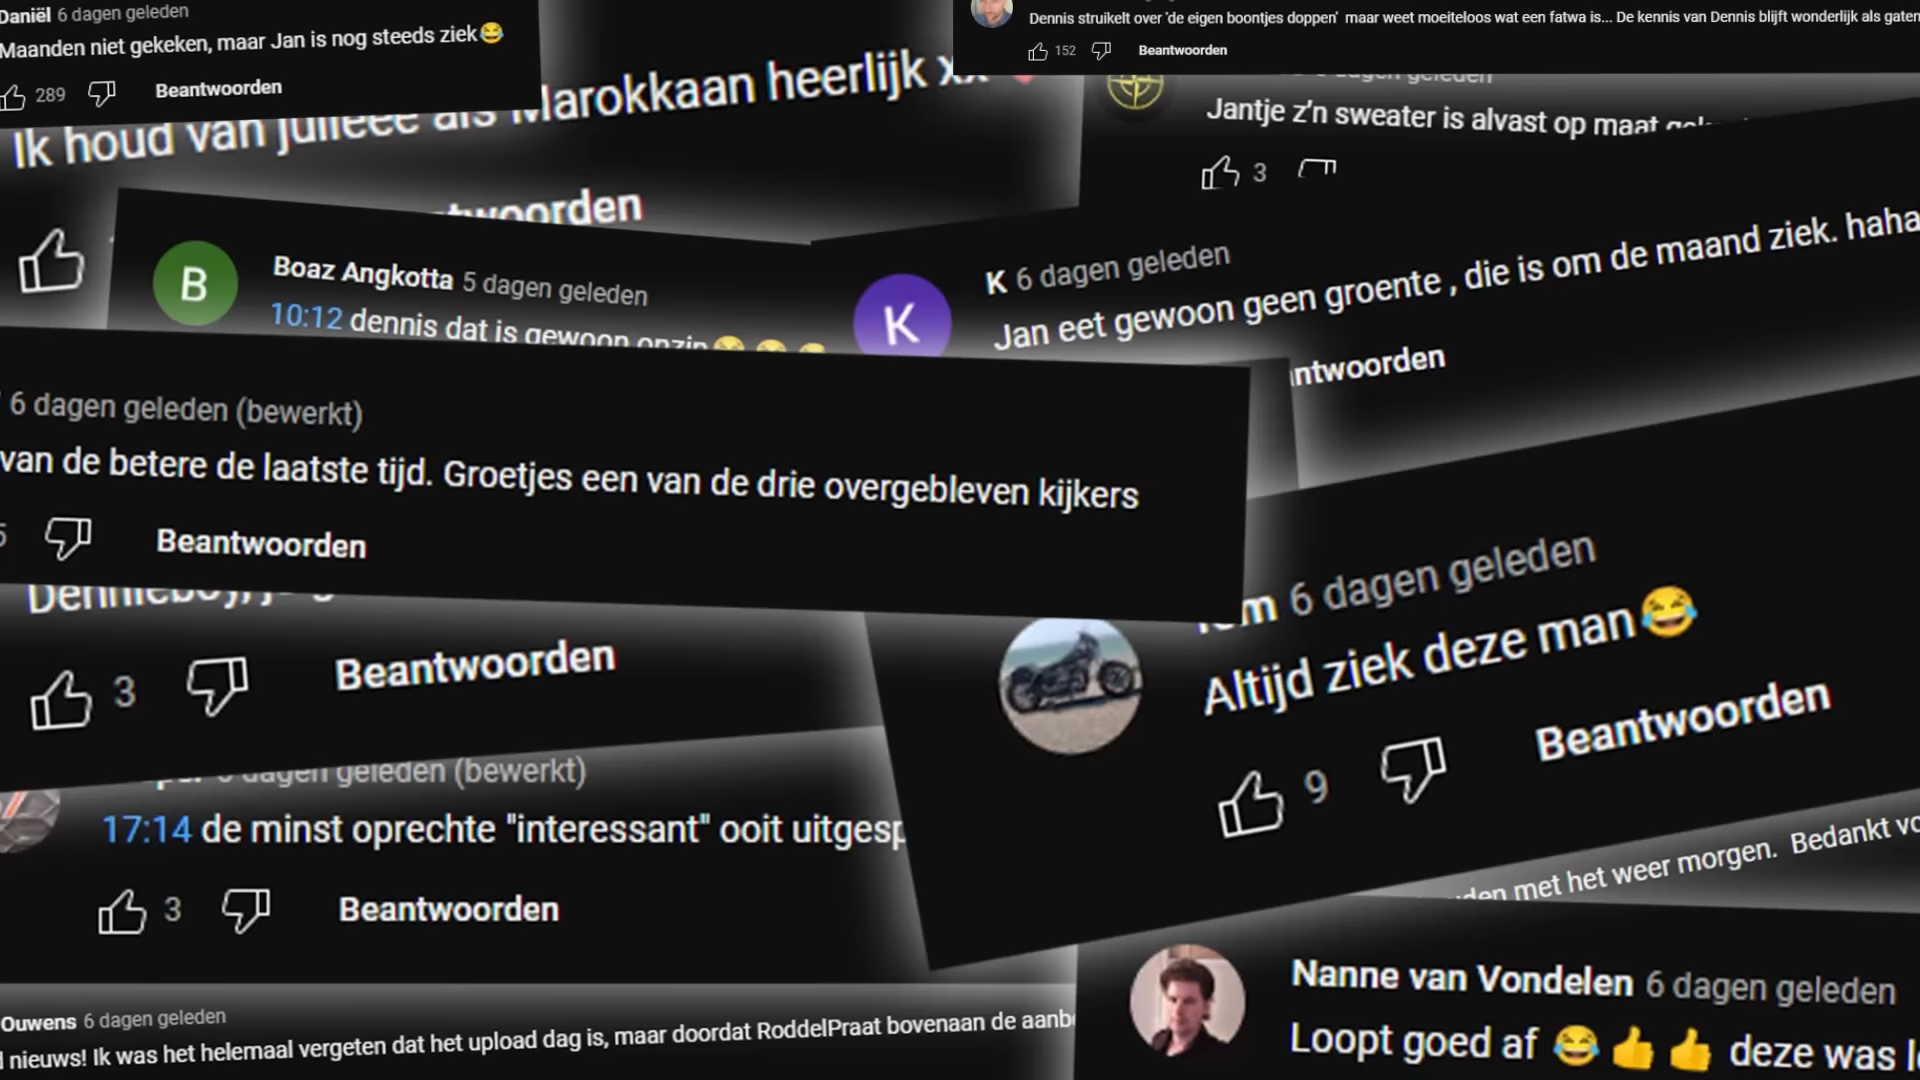 Daniël 6 dagen geleden
Maanden niet gekeken, maar Jan is nog steeds ziek😂
289 Beantwoorden
Dennis struikelt over 'de eigen boontjes doppen' maar weet moeiteloos wat een fatwa is... De kennis van Dennis blijft wonderlijk als gaten
152 Beantwoorden
Ik houd van julieee als Marokkaan heerlijk xx
dagen geleden
Jantje z'n sweater is alvast op maat
3
Boaz Angkotta 5 dagen geleden
10:12 dennis dat is gewoon onzin
K
K 6 dagen geleden
Jan eet gewoon geen groente , die is om de maand ziek. haha
B
6 dagen geleden (bewerkt)
van de betere de laatste tijd. Groetjes een van de drie overgebleven kijkers
Beantwoorden
3 Beantwoorden
6 dagen geleden
Altijd ziek deze man😂
9 Beantwoorden
dagen geleden (bewerkt)
17:14 de minst oprechte "interessant" ooit
3 Beantwoorden
met het weer morgen. Bedankt
Ouwens 6 dagen geleden
nieuws! Ik was het helemaal vergeten dat het upload dag is, maar doordat RoddelPraat bovenaan de
Nanne van Vondelen 6 dagen geleden
Loopt goed af 😂👍👍 deze was